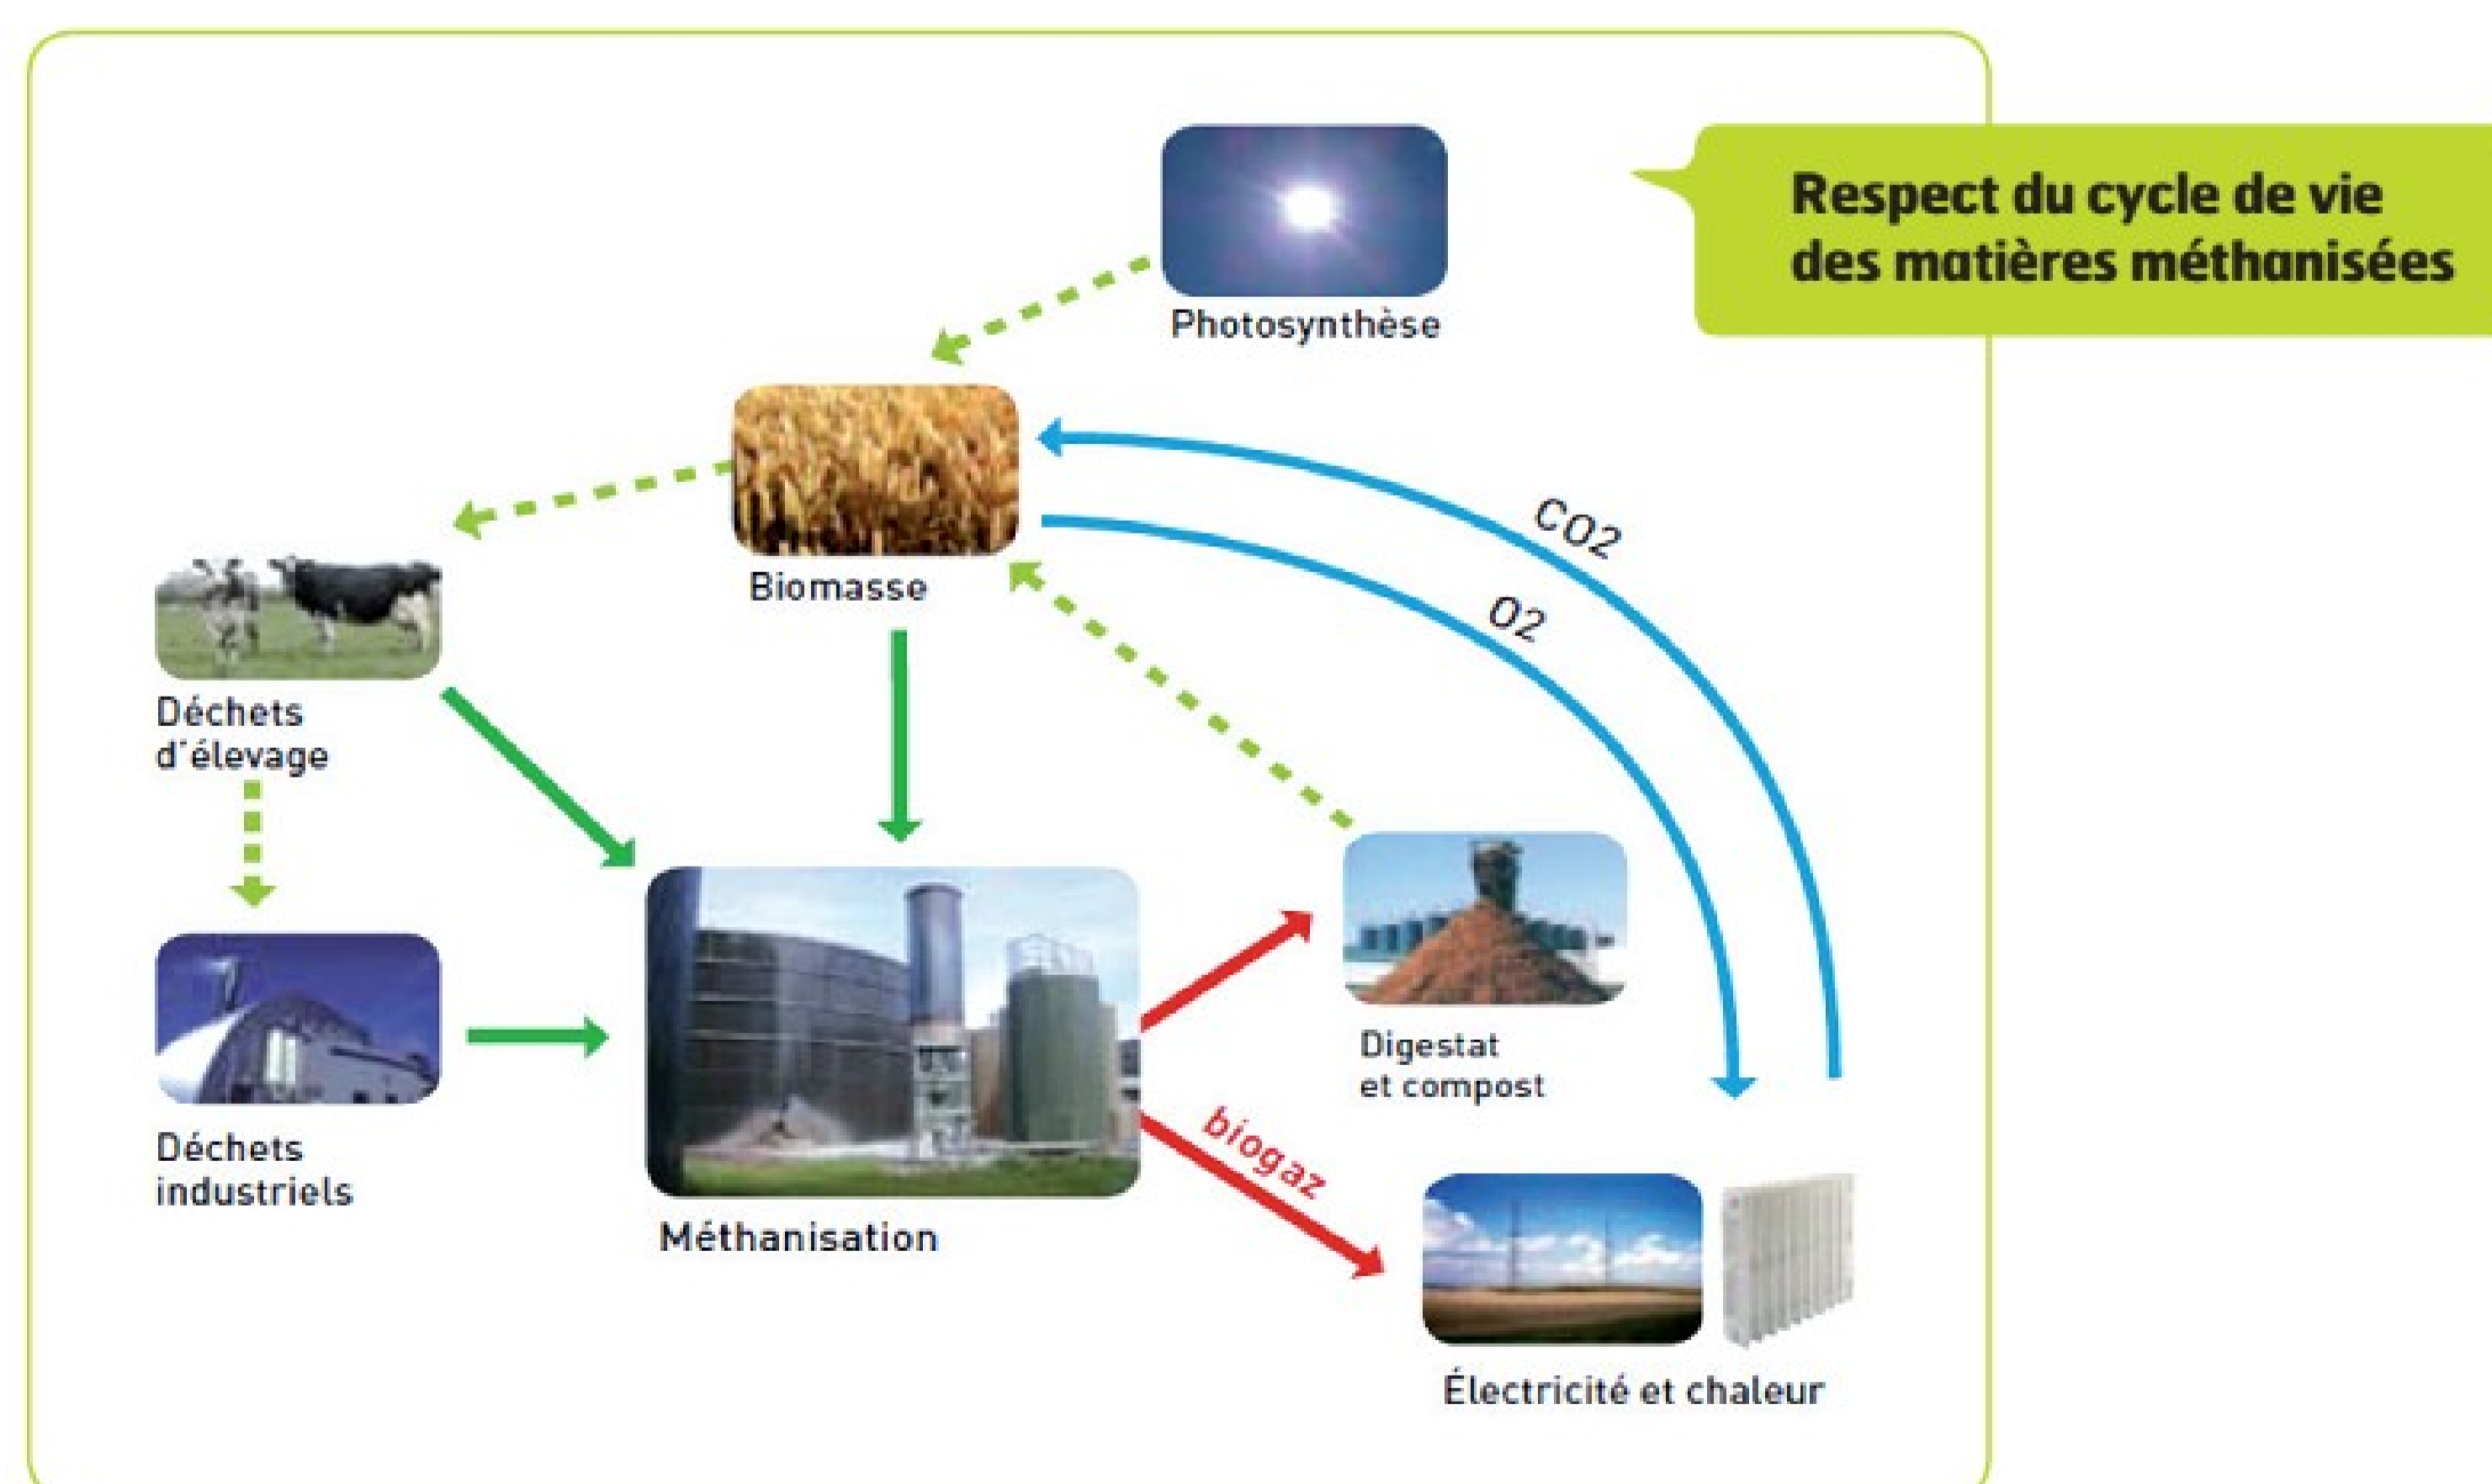 Respect du cycle de vie
des matières méthanisées
Photosynthèse
CO2
O2
Biomasse
Déchets
d'élevage
Digestat
et compost
Déchets
industriels
biogaz
Méthanisation
Électricité et chaleur